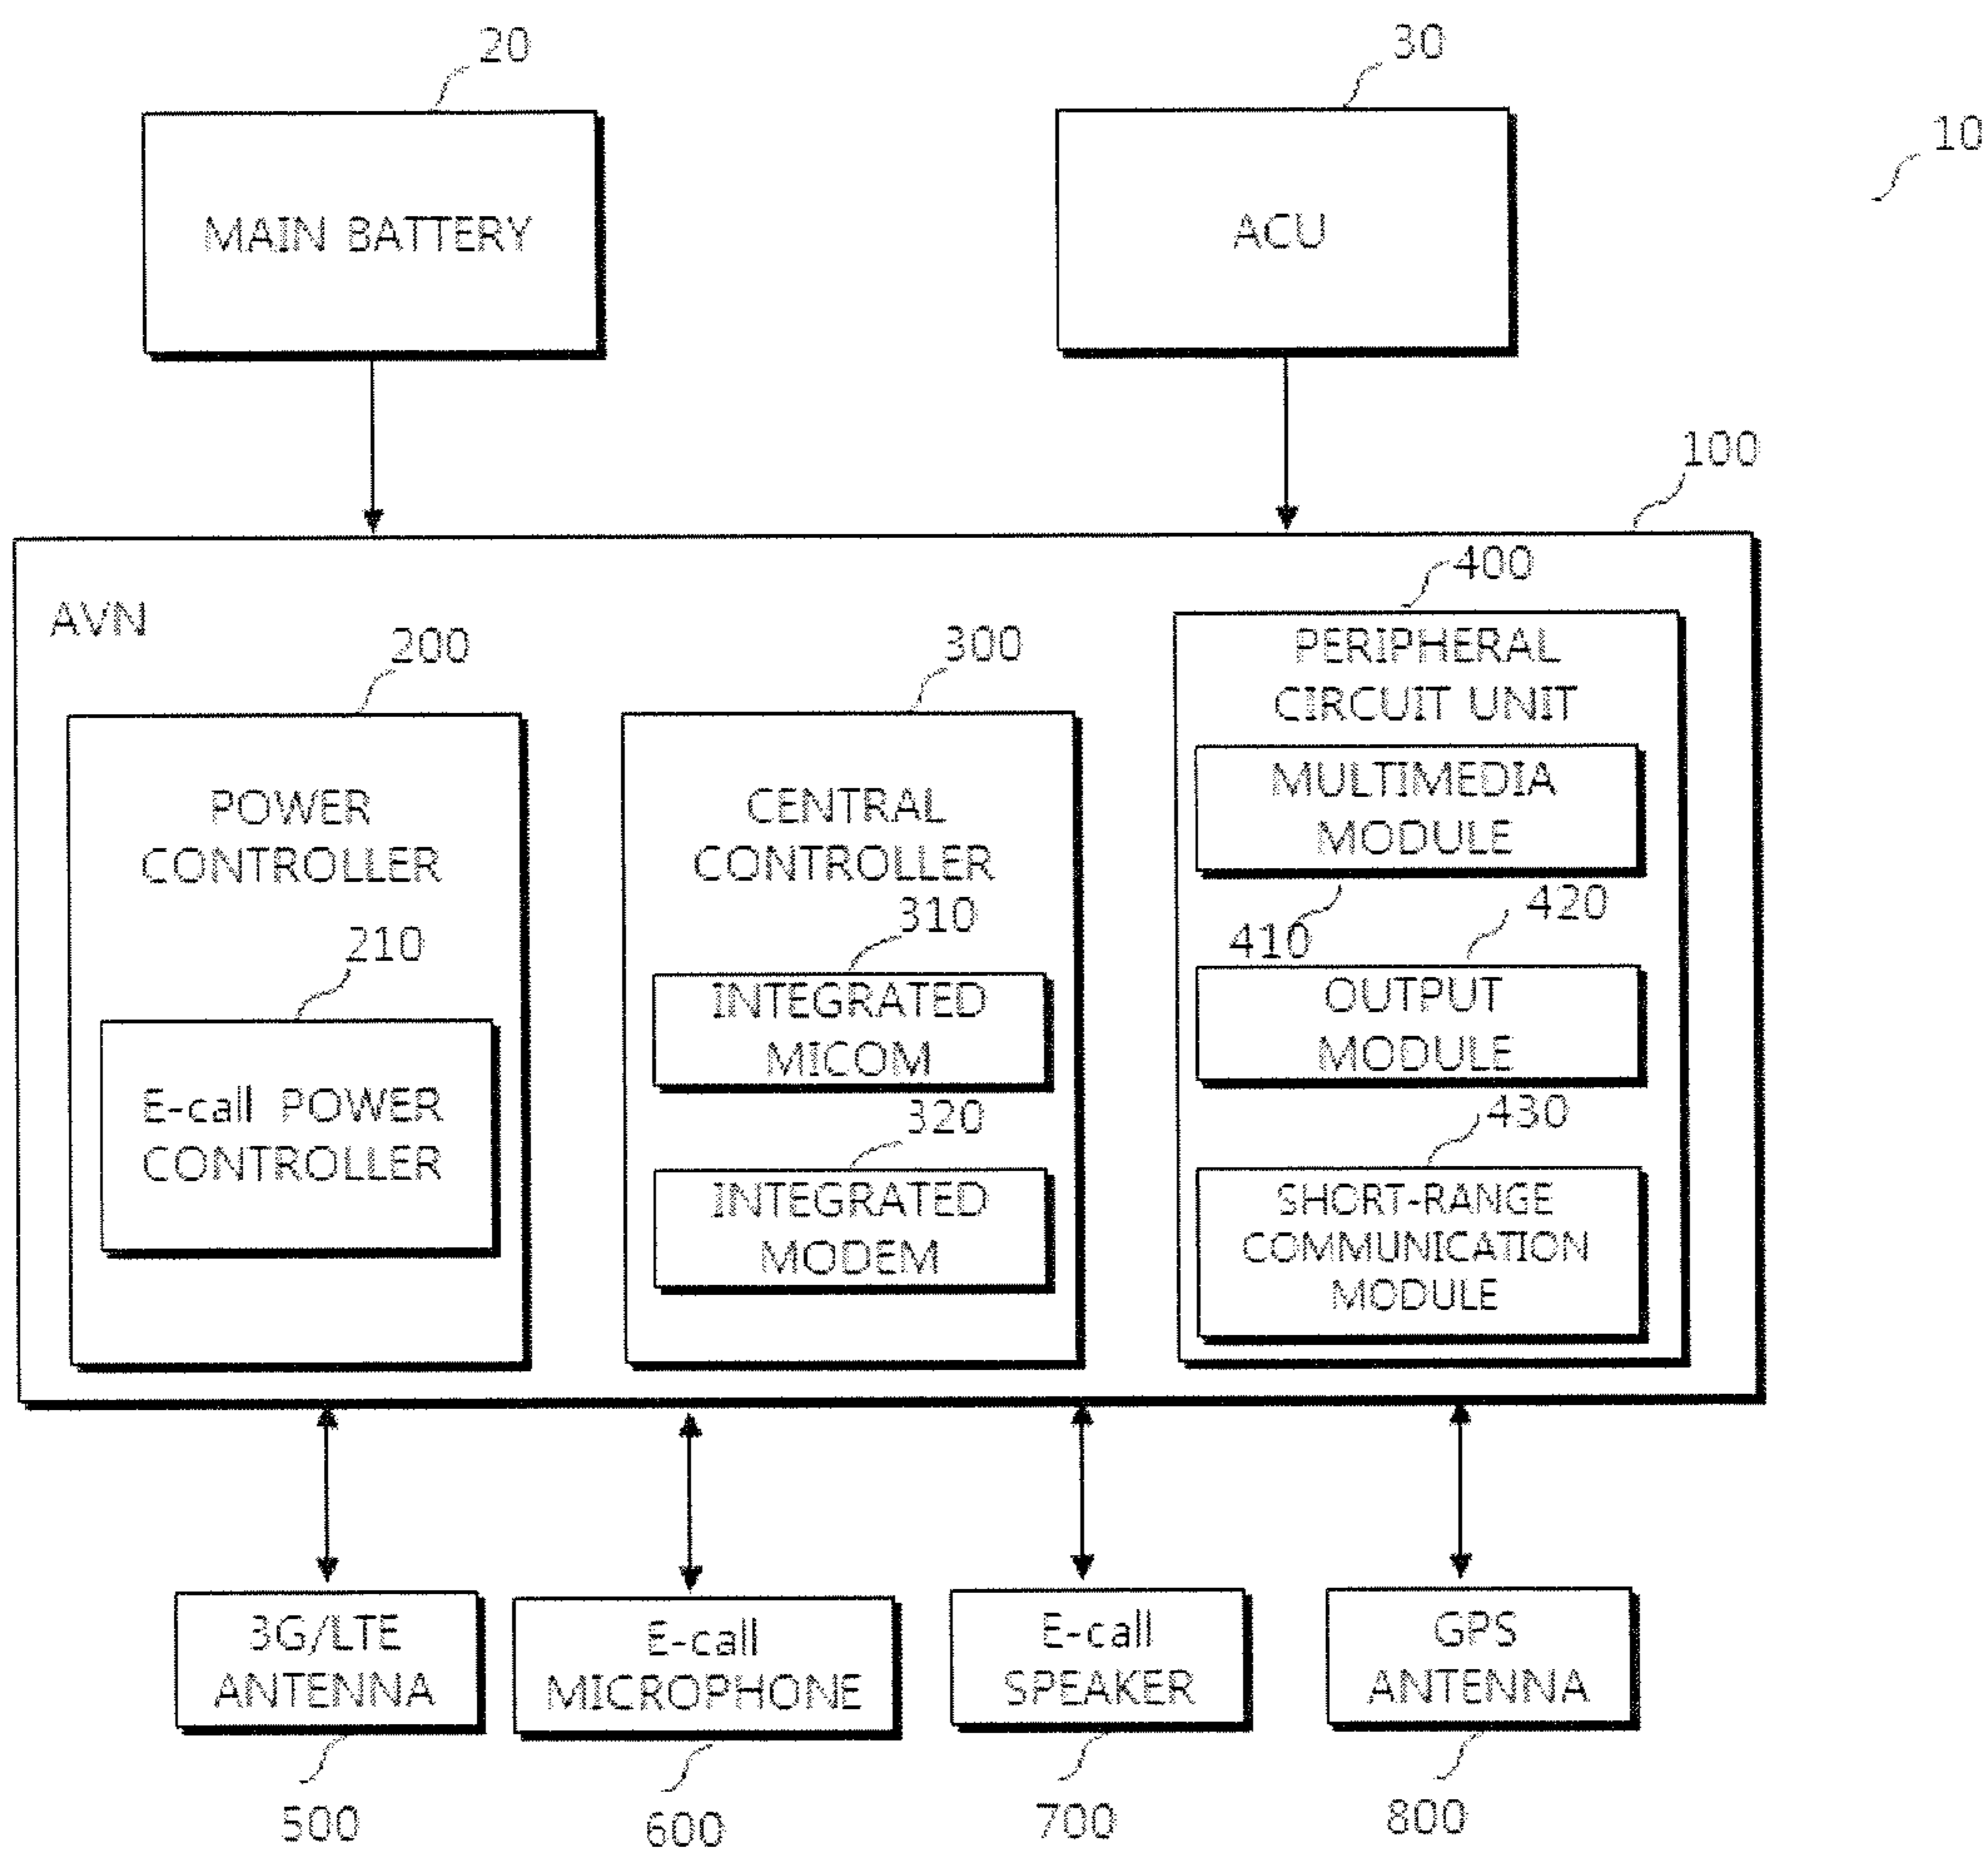 20
30
10
MAIN BATTERY
ACU
100
AVN
400
200
300
PERIPHERAL
CIRCUIT UNIT
POWER
CONTROLLER
CENTRAL
CONTROLLER
MULTIMEDIA
MODULE
410
420
210
310
E-call POWER
CONTROLLER
INTEGRATED
MICOM
OUTPUT
MODULE
320
430
INTEGRATED
MODEM
SHORT-RANGE
COMMUNICATION
MODULE
3G/LTE
ANTENNA
E-call
MICROPHONE
E-call
SPEAKER
GPS
ANTENNA
500
600
700
800